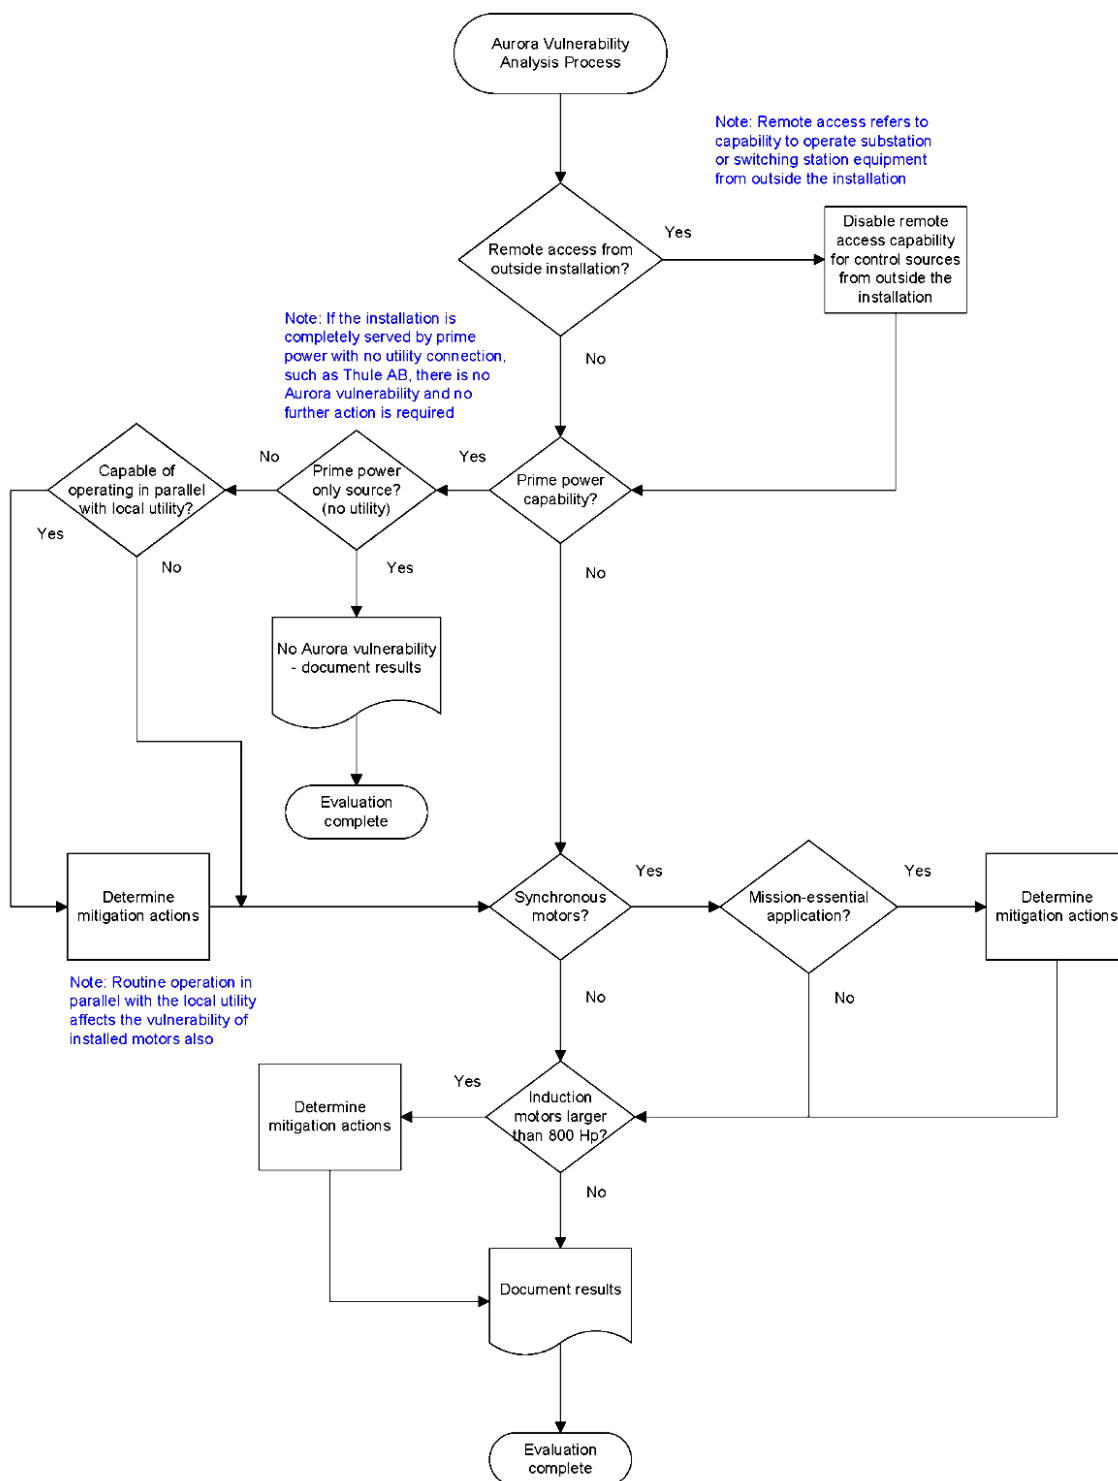 Aurora Vulnerability
Analysis Process
Note: Remote access refers to
capability to operate substation
or switching station equipment
from outside the installation
Remote access from
outside installation?
Yes
Disable remote
access capability
for control sources
from outside the
installation
No
Note: If the installation is
completely served by prime
power with no utility connection,
such as Thule AB, there is no
Aurora vulnerability and no
further action is required
Capable of
operating in parallel
with local utility?
No
Prime power
only source?
(no utility)
Yes
Prime power
capability?
Yes
No
Yes
No
No Aurora vulnerability
- document results
Evaluation
complete
Determine
mitigation actions
Note: Routine operation in
parallel with the local utility
affects the vulnerability of
installed motors also
Synchronous
motors?
Yes
Mission-essential
application?
Yes
Determine
mitigation actions
No
No
Determine
mitigation actions
Yes
Induction
motors larger
than 800 Hp?
No
Document results
Evaluation
complete